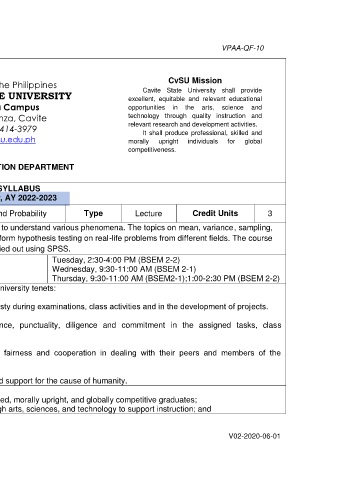 VPAA-QF-10
he Philippines
E UNIVERSITY
Campus
nza, Cavite
414-3979
su.edu.ph
CvSU Mission
Cavite State University shall provide
excellent, equitable and relevant educational
opportunities in the arts, science and
technology through quality instruction and
relevant research and development activities.
It shall produce professional, skilled and
morally upright individuals for global
competitiveness.
TION DEPARTMENT
SYLLABUS
, AY 2022-2023
nd Probability Type Lecture Credit Units 3
to understand various phenomena. The topics on mean, variance, sampling,
form hypothesis testing on real-life problems from different fields. The course
ied out using SPSS.
Tuesday, 2:30-4:00 PM (BSEM 2-2)
Wednesday, 9:30-11:00 AM (BSEM 2-1)
Thursday, 9:30-11:00 AM (BSEM2-1);1:00-2:30 PM (BSEM 2-2)
niversity tenets:
sty during examinations, class activities and in the development of projects.
nce, punctuality, diligence and commitment in the assigned tasks, class
fairness and cooperation in dealing with their peers and members of the
d support for the cause of humanity.
ed, morally upright, and globally competitive graduates;
gh arts, sciences, and technology to support instruction; and
V02-2020-06-01